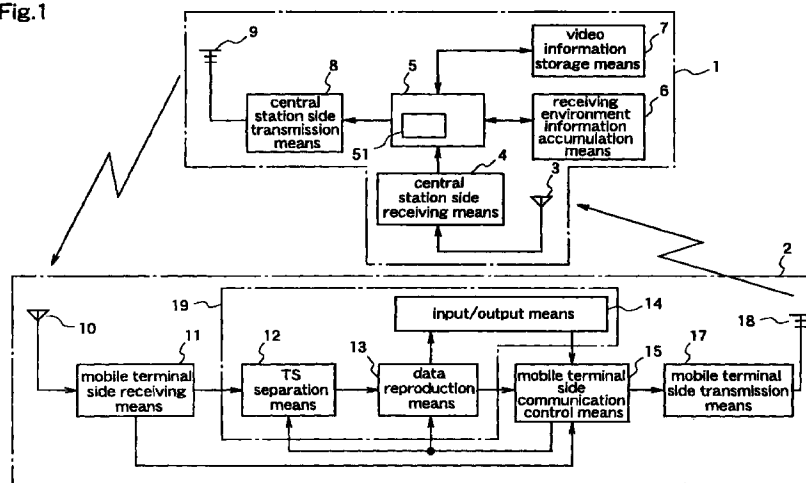 Fig.1
9
8
central
station side
transmission
means
5
51
video
information
storage means
7
1
receiving
environment
information
accumulation
means
6
4
central
station side
receiving means
3
2
19
10
11
mobile terminal
side receiving
means
12
TS
separation
means
13
data
reproduction
means
input/output means
14
15
mobile terminal
side
communication
control means
17
mobile terminal
side transmission
means
18